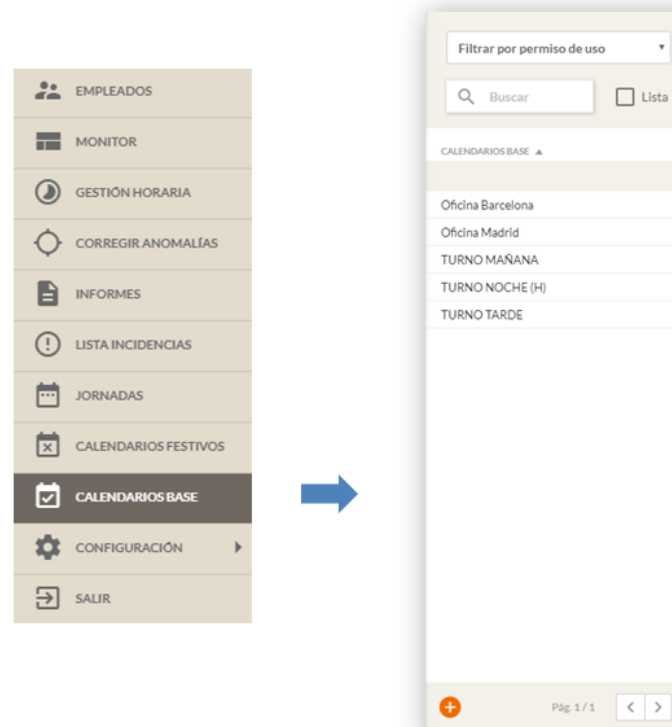 EMPLEADOS
MONITOR
GESTIÓN HORARIA
CORREGIR ANOMALÍAS
INFORMES
LISTA INCIDENCIAS
JORNADAS
CALENDARIOS FESTIVOS
CALENDARIOS BASE
CONFIGURACIÓN
SALIR
Filtrar por permiso de uso
Buscar
Lista
CALENDARIOS BASE
Oficina Barcelona
Oficina Madrid
TURNO MAÑANA
TURNO NOCHE (H)
TURNO TARDE
Pág. 1 / 1